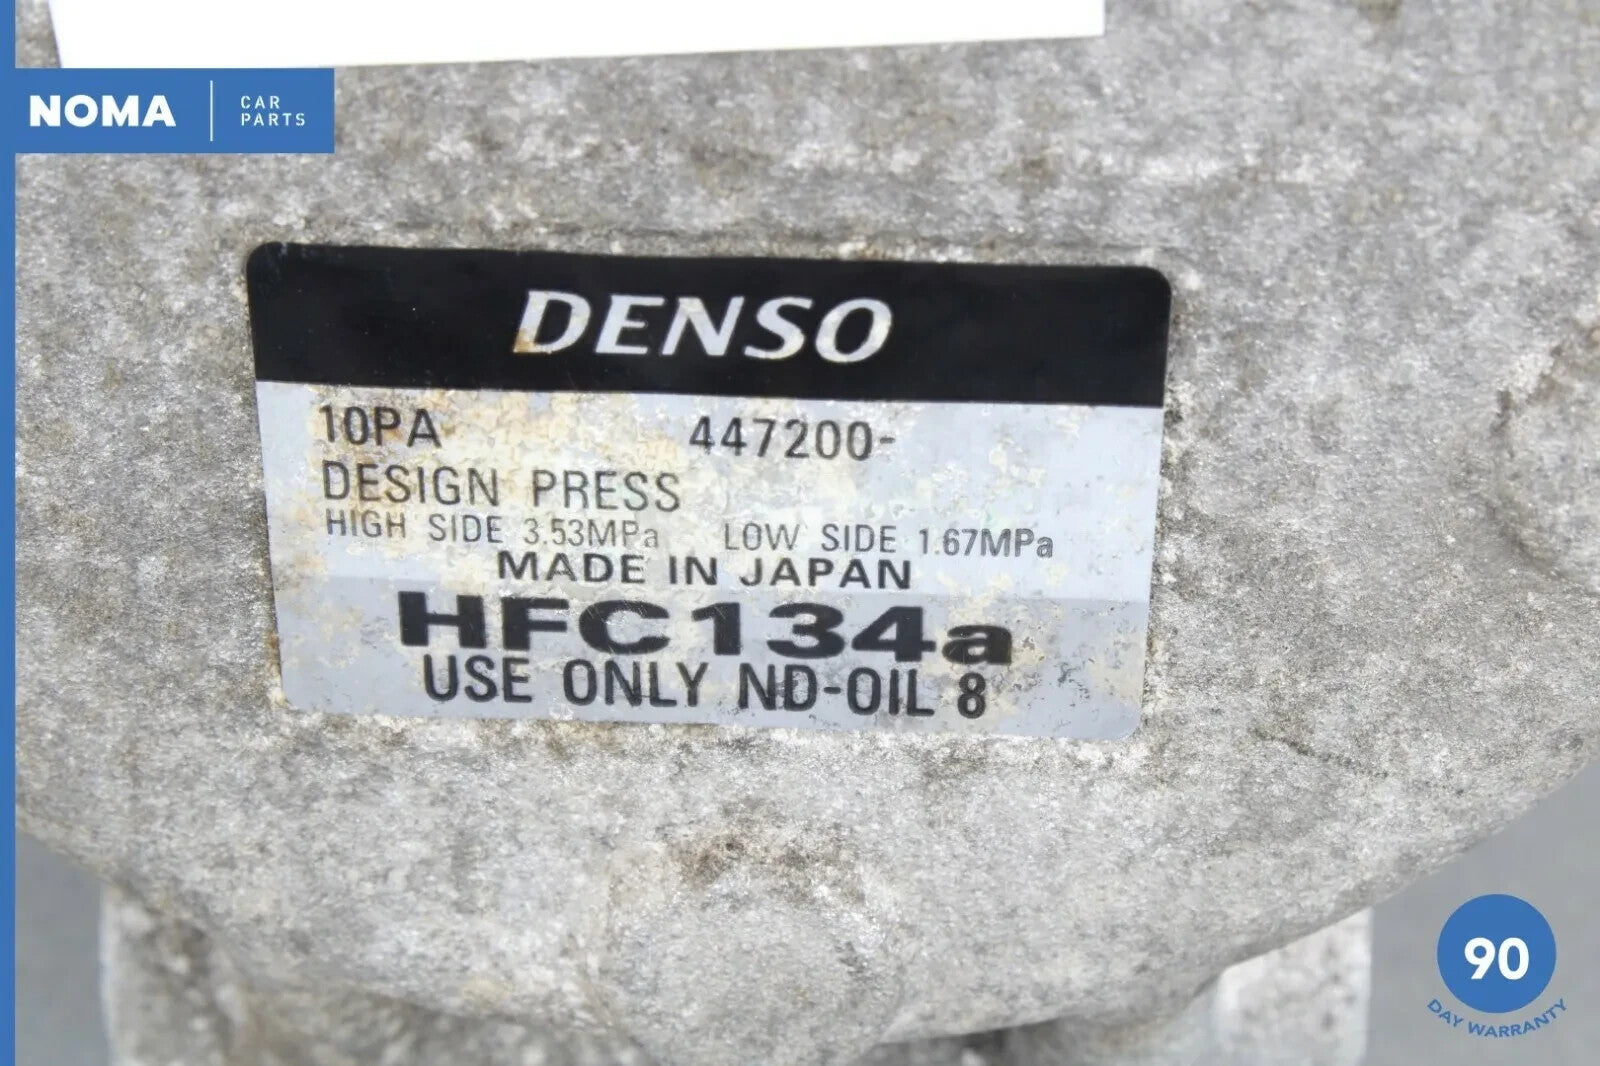 NOMA
CAR
PARTS
DENSO
10PA 447200-
DESIGN PRESS
HIGH SIDE 3.53MPa LOW SIDE 1.67MPa
MADE IN JAPAN
HFC134a
USE ONLY ND-OIL 8
90
DAY WARRANTY